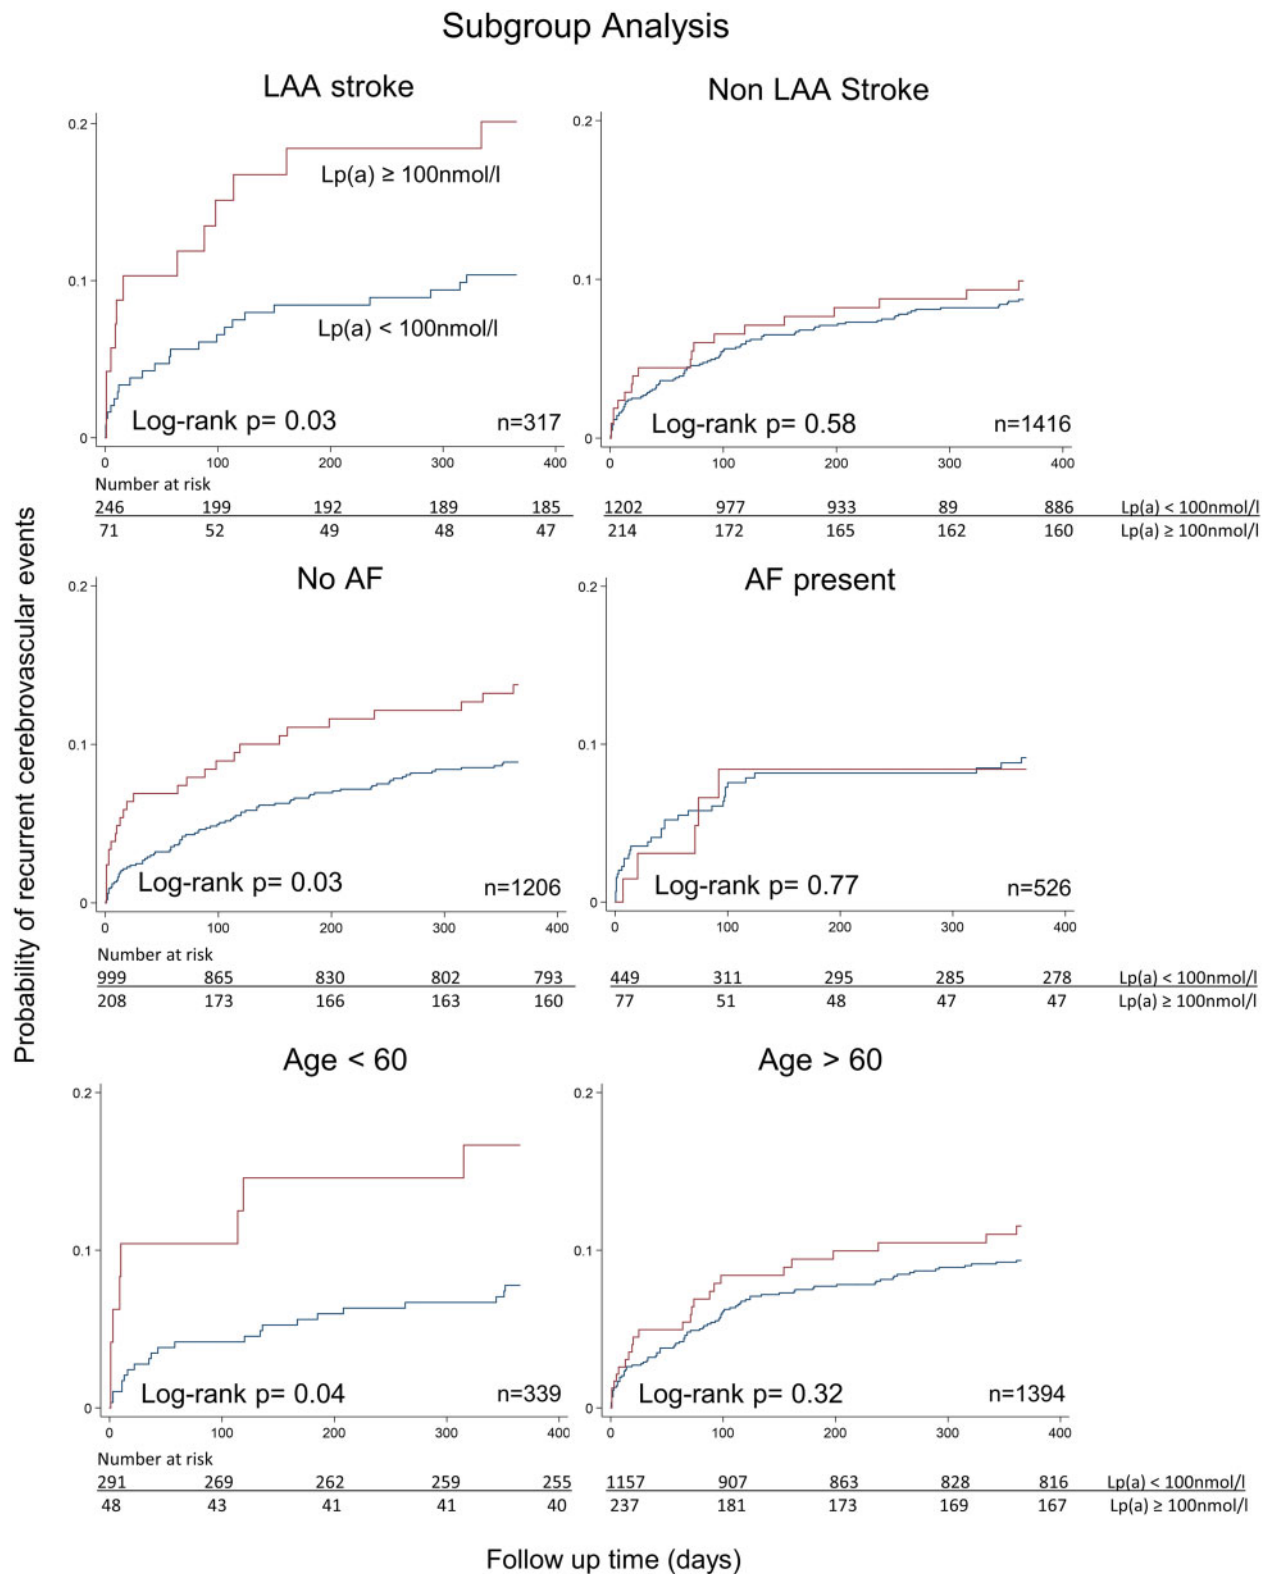 Subgroup Analysis
LAA stroke
Non LAA Stroke
0.2
0.1
0
Lp(a) ≥ 100nmol/l
Lp(a) < 100nmol/l
Log-rank p= 0.03
n=317
0 100 200 300 400
0.2
0.1
0
Log-rank p= 0.58
n=1416
0 100 200 300 400
Number at risk
246 199 192 189 185
71 52 49 48 47
1202 977 933 89 886 Lp(a) < 100nmol/l
214 172 165 162 160 Lp(a) ≥ 100nmol/l
Probability of recurrent cerebrovascular events
No AF
AF present
0.2
0.1
0
Log-rank p= 0.03
n=1206
0 100 200 300 400
0.2
0.1
0
Log-rank p= 0.77
n=526
0 100 200 300 400
Number at risk
999 865 830 802 793
208 173 166 163 160
449 311 295 285 278 Lp(a) < 100nmol/l
77 51 48 47 47 Lp(a) ≥ 100nmol/l
Age < 60
Age > 60
0.2
0.1
0
Log-rank p= 0.04
n=339
0 100 200 300 400
0.2
0.1
0
Log-rank p= 0.32
n=1394
0 100 200 300 400
Number at risk
291 269 262 259 255
48 43 41 41 40
1157 907 863 828 816 Lp(a) < 100nmol/l
237 181 173 169 167 Lp(a) ≥ 100nmol/l
Follow up time (days)